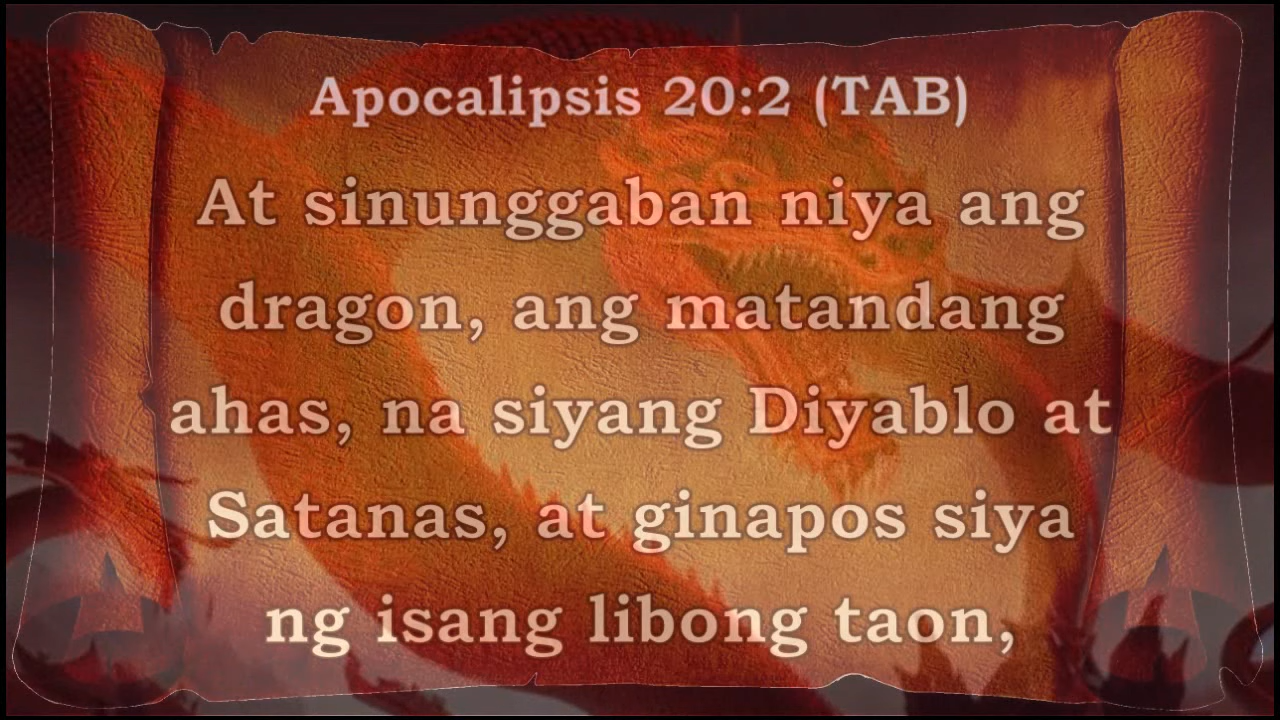 Apocalipsis 20:2 (TAB)
At sinunggaban niya ang
dragon, ang matandang
ahas, na siyang Diyablo at
Satanas, at ginapos siya
ng isang libong taon,